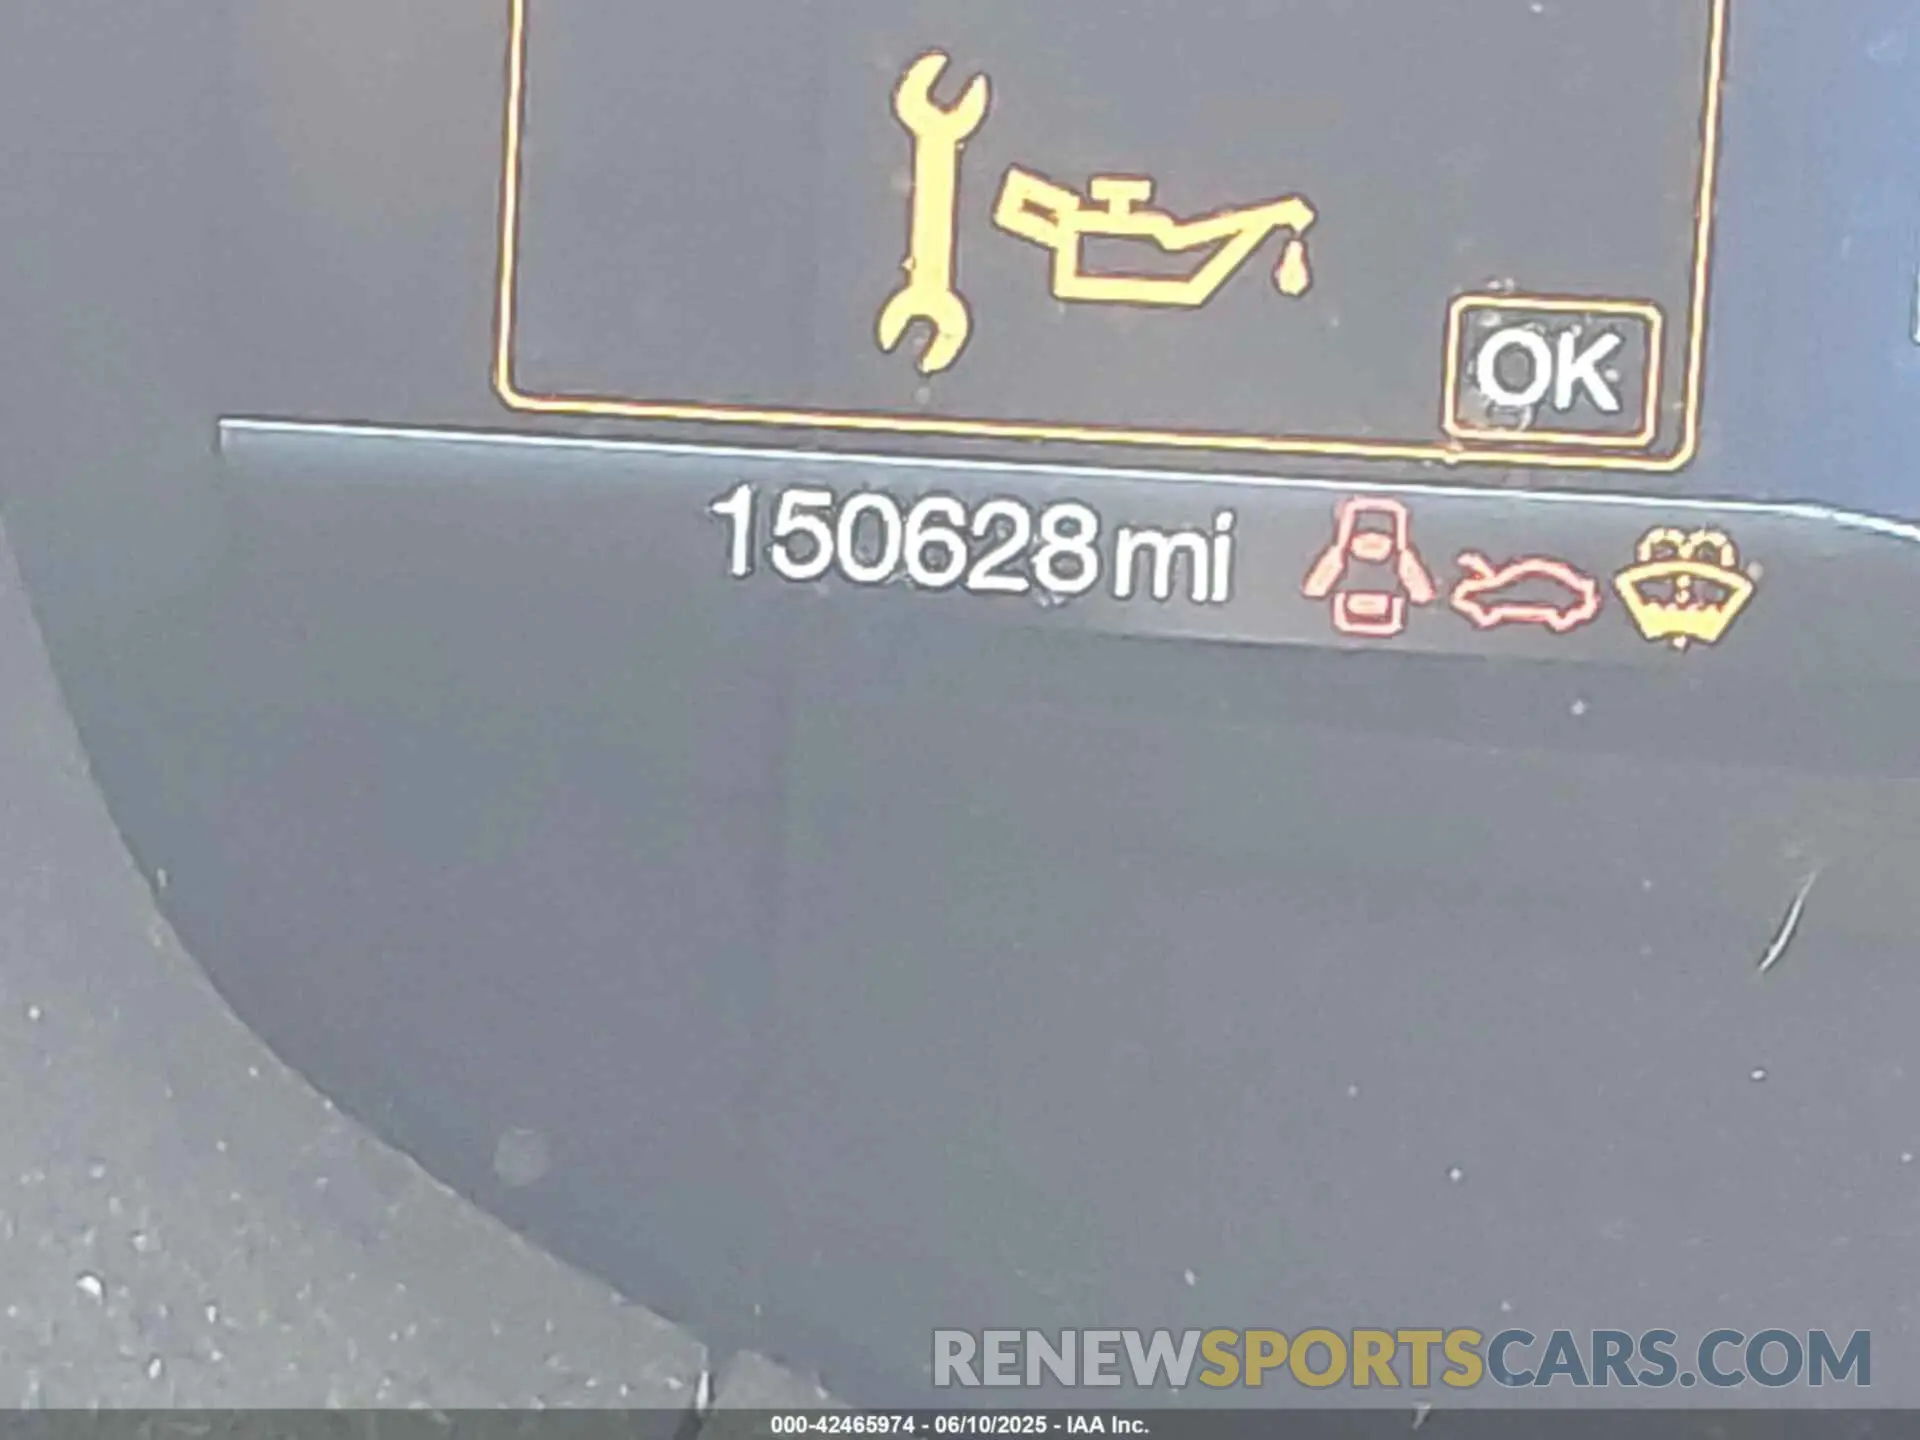 OK
150628 mi
RENEWSPORTSCARS.COM
000-42465974 - 06/10/2025 - IAA Inc.